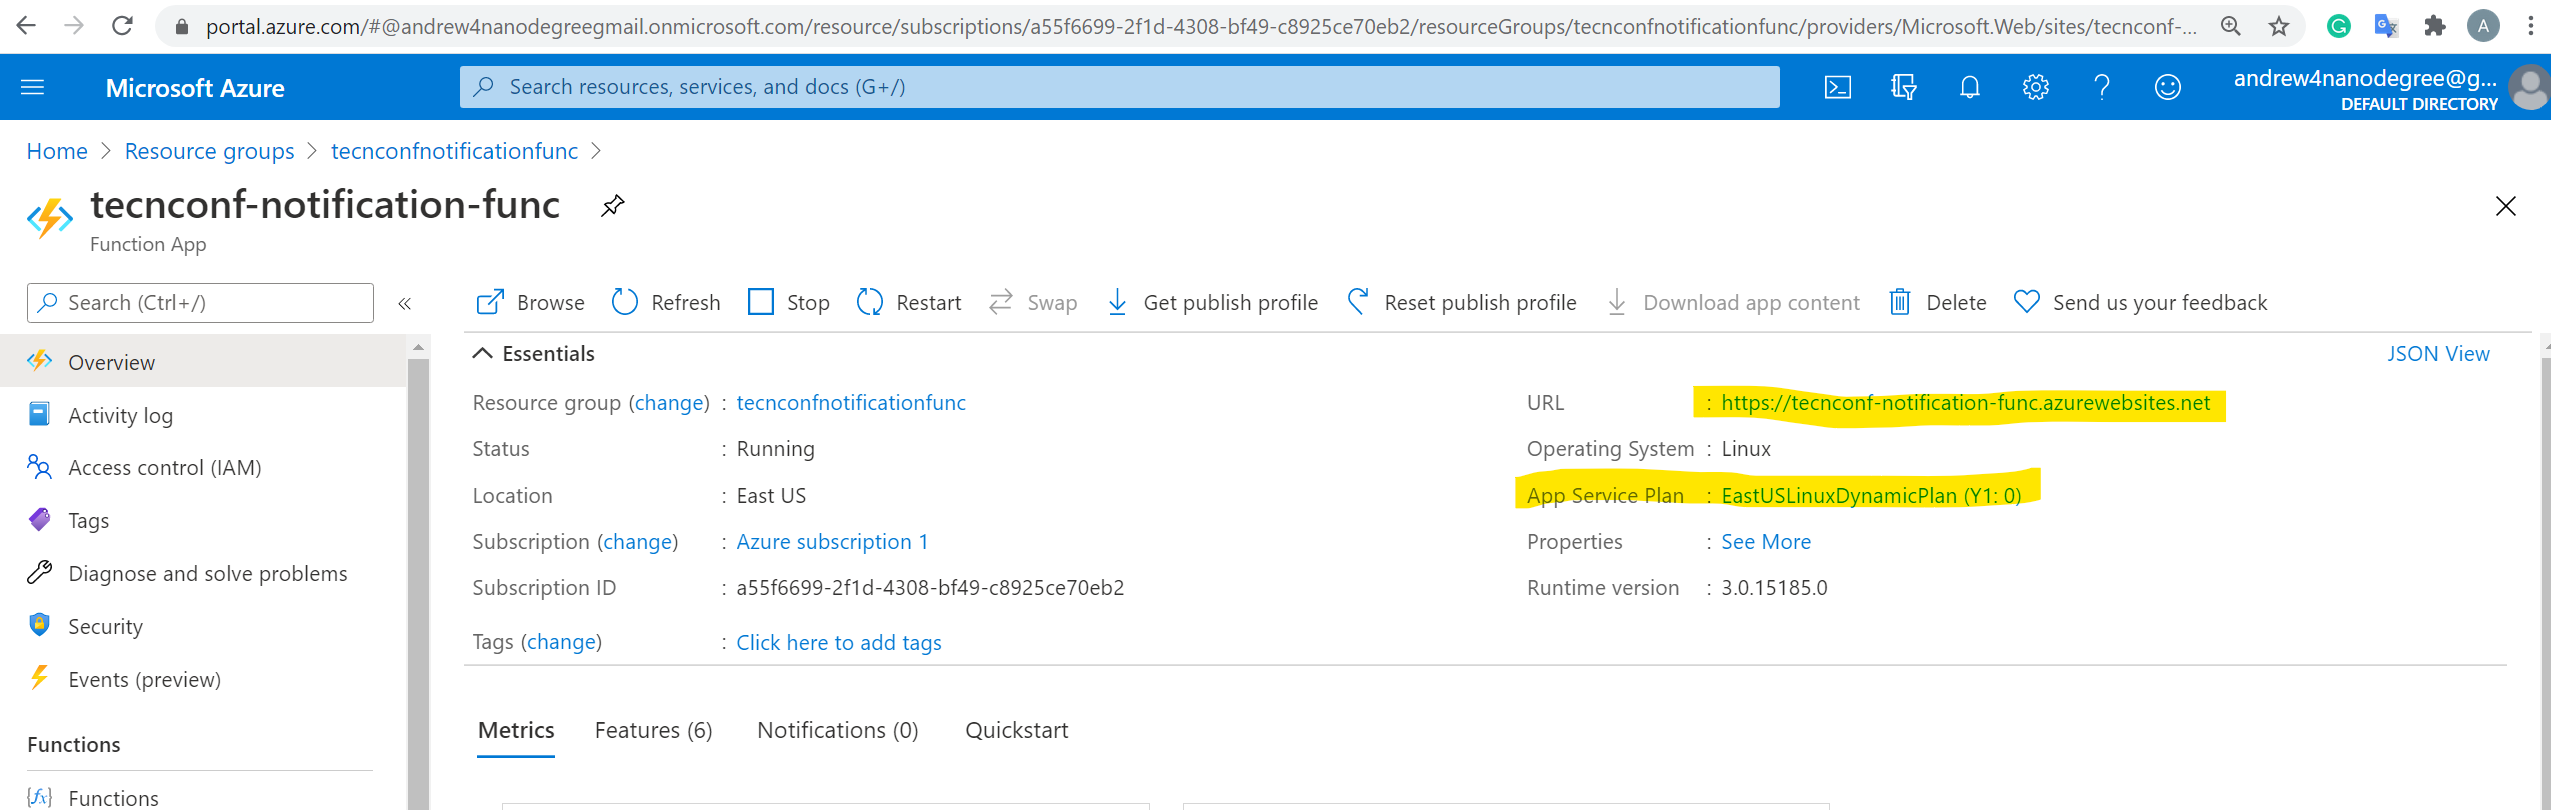 portal.azure.com/#@andrew4nanodegreegmail.onmicrosoft.com/resource/subscriptions/a55f6699-2f1d-4308-bf49-c8925ce70eb2/resourceGroups/tecnconfnotificationfunc/providers/Microsoft.Web/sites/tecnconf-...
A
Microsoft Azure
Search resources, services, and docs (G+/)
andrew4nanodegree@g...
DEFAULT DIRECTORY
Home > Resource groups > tecnconfnotificationfunc >
tecnconf-notification-func
Function App
Search (Ctrl+/)
«
Browse Refresh Stop Restart Swap Get publish profile Reset publish profile Download app content Delete Send us your feedback
Overview
Activity log
Access control (IAM)
Tags
Diagnose and solve problems
Security
Events (preview)
Functions
Functions
Essentials
JSON View
Resource group (change) : tecnconfnotificationfunc
Status : Running
Location : East US
Subscription (change) : Azure subscription 1
Subscription ID : a55f6699-2f1d-4308-bf49-c8925ce70eb2
Tags (change) : Click here to add tags
URL : https://tecnconf-notification-func.azurewebsites.net
Operating System : Linux
App Service Plan : EastUSLinuxDynamicPlan (Y1: 0)
Properties : See More
Runtime version : 3.0.15185.0
Metrics Features (6) Notifications (0) Quickstart